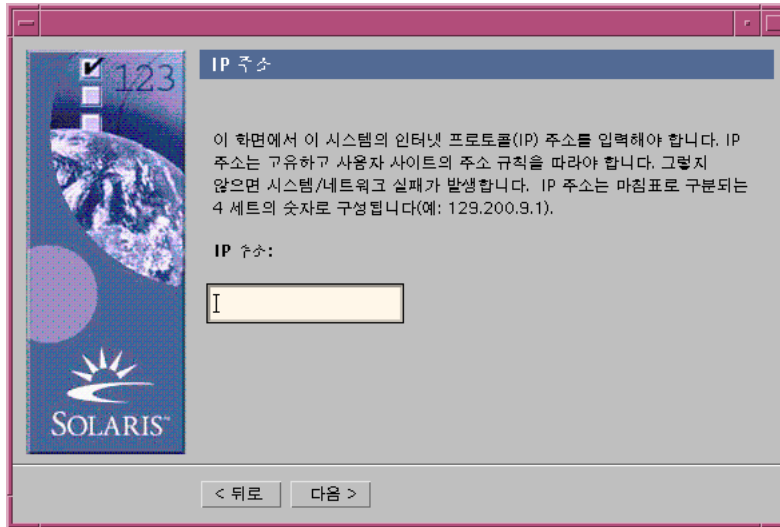 123
IP 주소
이 화면에서 이 시스템의 인터넷 프로토콜(IP) 주소를 입력해야 합니다. IP
주소는 고유하고 사용자 사이트의 주소 규칙을 따라야 합니다. 그렇지
않으면 시스템/네트워크 실패가 발생합니다. IP 주소는 마침표로 구분되는
4 세트의 숫자로 구성됩니다(예: 129.200.9.1).
IP 주소:
SOLARIS™
< 뒤로
다음 >